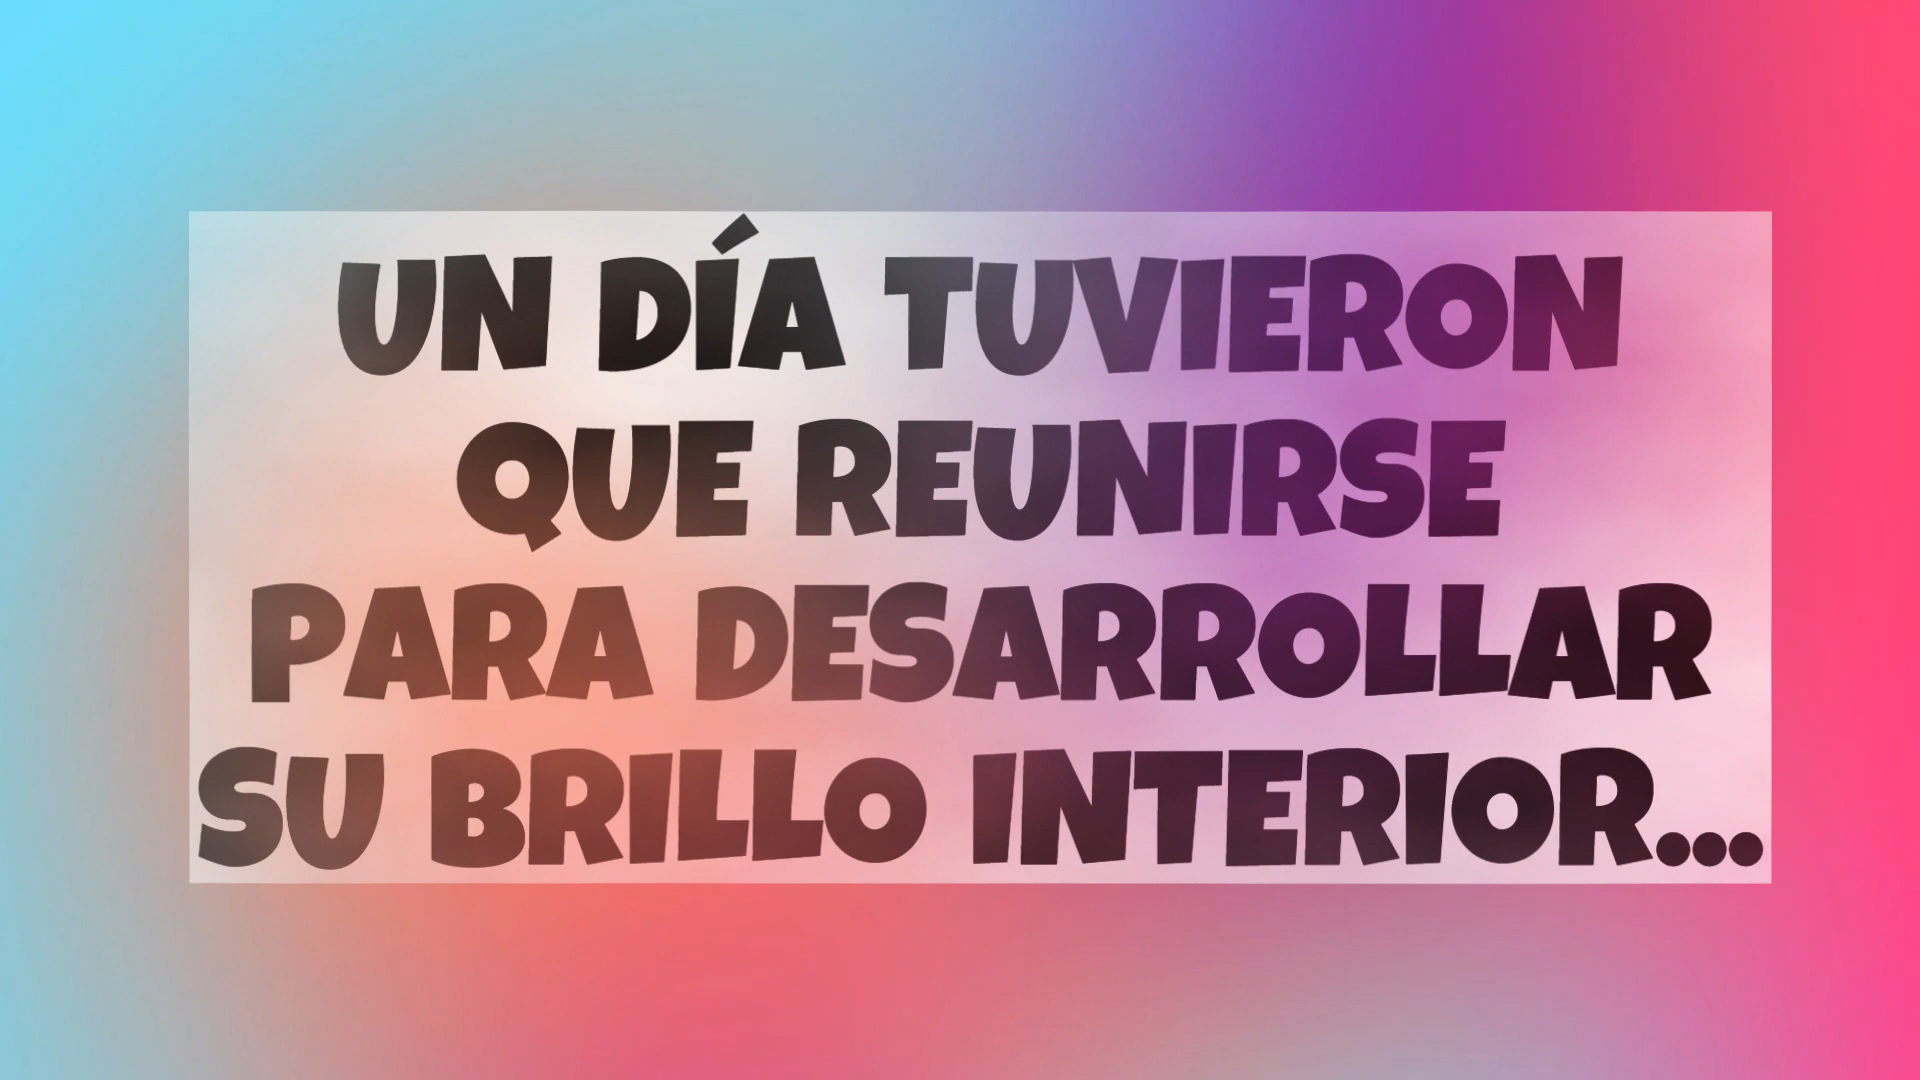 UN DÍA TUVIERON
QUE REUNIRSE
PARA DESARROLLAR
SU BRILLO INTERIOR...